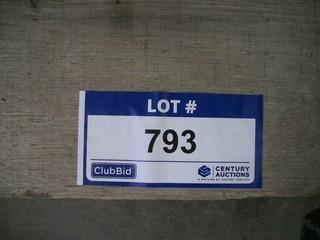 LOT #
793
ClubBid
CENTURY
AUCTIONS